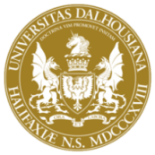 UNIVERSITAS DALHOUSIANA
HALIFAXIÆ N.S. MDCCCXVIII